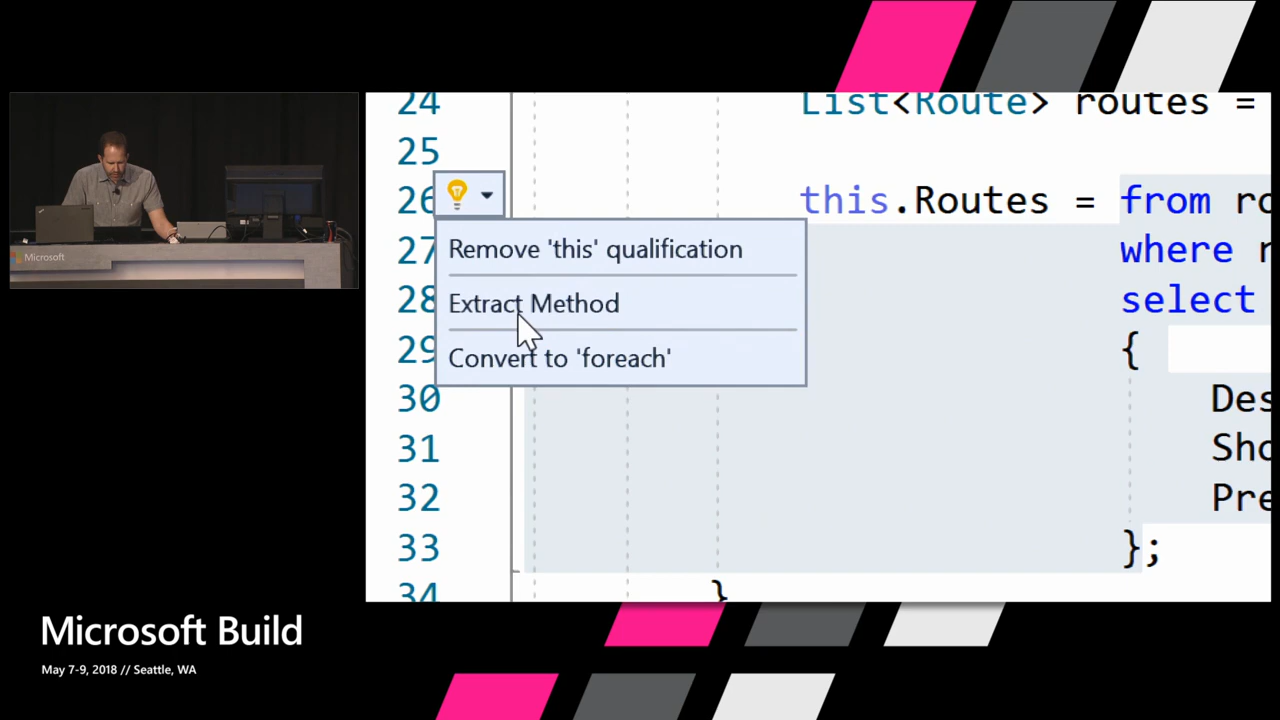 Microsoft
24 List<Route> routes =
25
26 this.Routes = from ro
Remove 'this' qualification
27 where r
Extract Method
28 select
29 {
Convert to 'foreach'
30 Des
31 Sho
32 Pre
33 };
34 }
Microsoft Build
May 7-9, 2018 // Seattle, WA